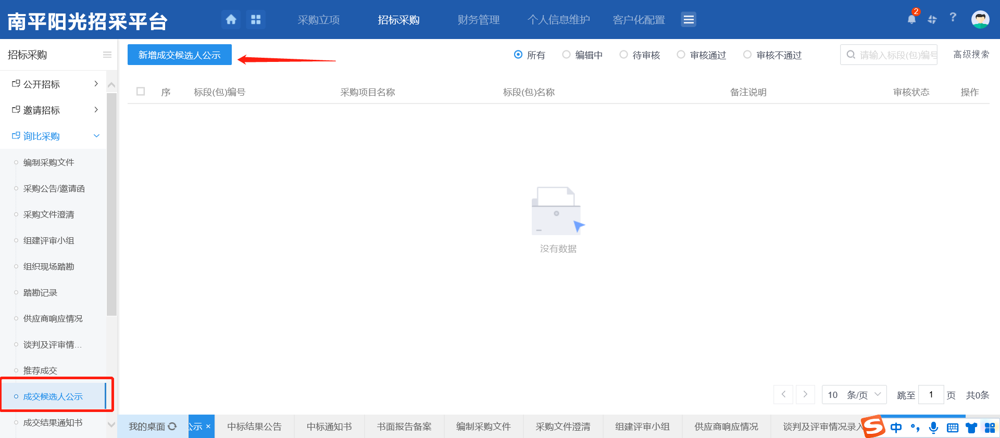 南平阳光招采平台
采购立项
招标采购
财务管理
个人信息维护
客户化配置
2
?
招标采购
新增成交候选人公示
所有
编辑中
待审核
审核通过
审核不通过
请输入标段(包)编号
高级搜索
公开招标
邀请招标
询比采购
编制采购文件
采购公告/邀请函
采购文件澄清
组建评审小组
组织现场踏勘
踏勘记录
供应商响应情况
谈判及评审情...
推荐成交
成交候选人公示
成交结果通知书
序
标段(包)编号
采购项目名称
标段(包)名称
备注说明
审核状态
操作
没有数据
10 条/页
跳至 1 页 共0条
我的桌面
公示 ×
中标结果公告
中标通知书
书面报告备案
编制采购文件
采购文件澄清
组建评审小组
供应商响应情况
谈判及评审情况录入
S 中